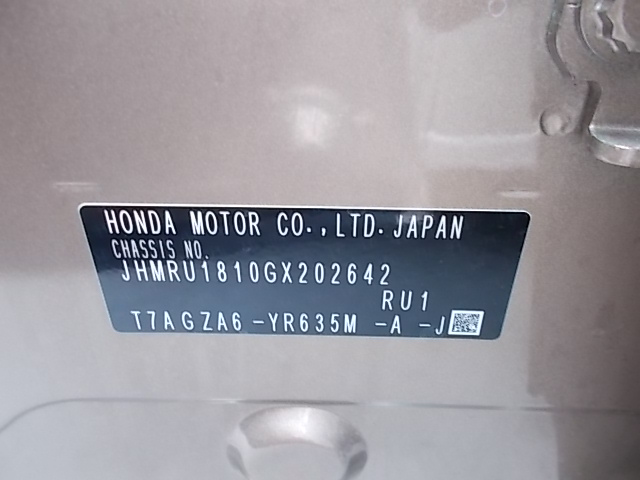 HONDA MOTOR CO.,LTD.JAPAN
CHASSIS NO.
JHMRU1810GX202642
RU1
T7AGZA6-YR635M -A -J